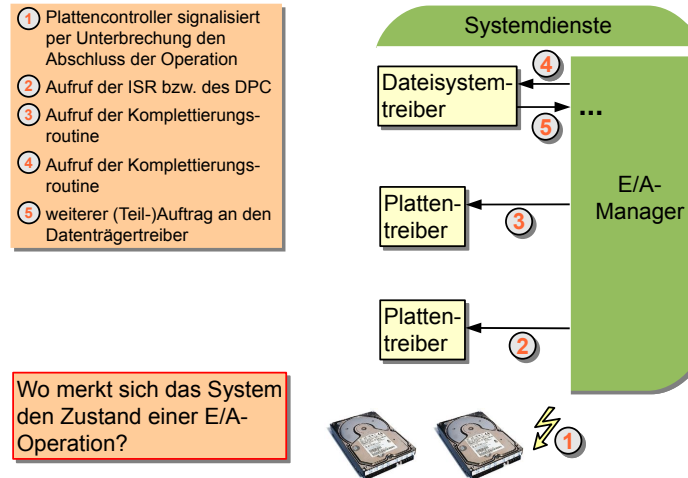 1 Plattencontroller signalisiert
per Unterbrechung den
Abschluss der Operation
2 Aufruf der ISR bzw. des DPC
3 Aufruf der Komplettierungs-
routine
4 Aufruf der Komplettierungs-
routine
5 weiterer (Teil-)Auftrag an den
Datenträgertreiber
Systemdienste
4
Dateisystem-
treiber
5
...
E/A-
Manager
Platten-
treiber
3
Platten-
treiber
2
Wo merkt sich das System
den Zustand einer E/A-
Operation?
1